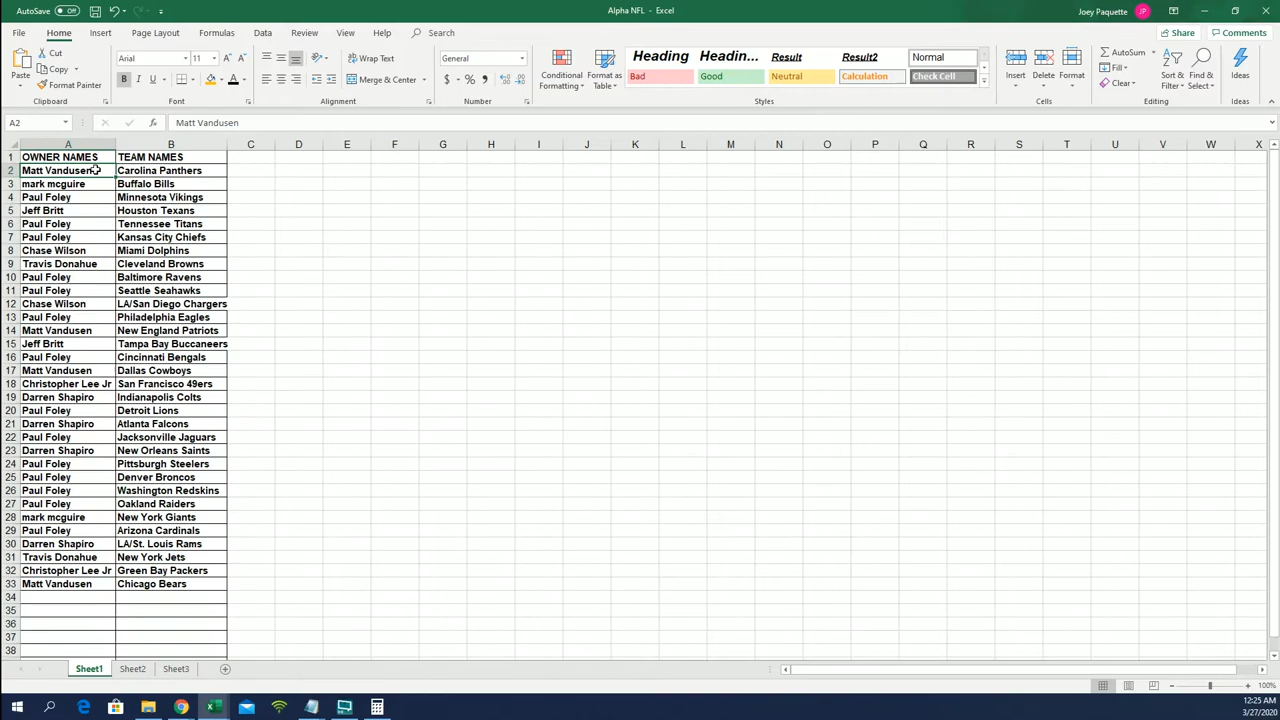 AutoSave Off Alpha NFL - Excel Joey Paquette JP
File Home Insert Page Layout Formulas Data Review View Help Search Share Comments
Paste Cut Copy Format Painter Clipboard
Arial 11 B I U Font
Wrap Text Merge & Center Alignment
General $ % Number
Conditional Formatting Format as Table
Heading Headin... Result Result2 Normal
Bad Good Neutral Calculation Check Cell
Styles
Insert Delete Format Cells
AutoSum Fill Clear Sort & Filter Find & Select Editing
Ideas Ideas
A2 fx Matt Vandusen
A B C D E F G H I J K L M N O P Q R S T U V W X
1 OWNER NAMES TEAM NAMES
2 Matt Vandusen Carolina Panthers
3 mark mcguire Buffalo Bills
4 Paul Foley Minnesota Vikings
5 Jeff Britt Houston Texans
6 Paul Foley Tennessee Titans
7 Paul Foley Kansas City Chiefs
8 Chase Wilson Miami Dolphins
9 Travis Donahue Cleveland Browns
10 Paul Foley Baltimore Ravens
11 Paul Foley Seattle Seahawks
12 Chase Wilson LA/San Diego Chargers
13 Paul Foley Philadelphia Eagles
14 Matt Vandusen New England Patriots
15 Jeff Britt Tampa Bay Buccaneers
16 Paul Foley Cincinnati Bengals
17 Matt Vandusen Dallas Cowboys
18 Christopher Lee Jr San Francisco 49ers
19 Darren Shapiro Indianapolis Colts
20 Paul Foley Detroit Lions
21 Darren Shapiro Atlanta Falcons
22 Paul Foley Jacksonville Jaguars
23 Darren Shapiro New Orleans Saints
24 Paul Foley Pittsburgh Steelers
25 Paul Foley Denver Broncos
26 Paul Foley Washington Redskins
27 Paul Foley Oakland Raiders
28 mark mcguire New York Giants
29 Paul Foley Arizona Cardinals
30 Darren Shapiro LA/St. Louis Rams
31 Travis Donahue New York Jets
32 Christopher Lee Jr Green Bay Packers
33 Matt Vandusen Chicago Bears
34
35
36
37
38
Sheet1 Sheet2 Sheet3
100%
12:25 AM
3/27/2020